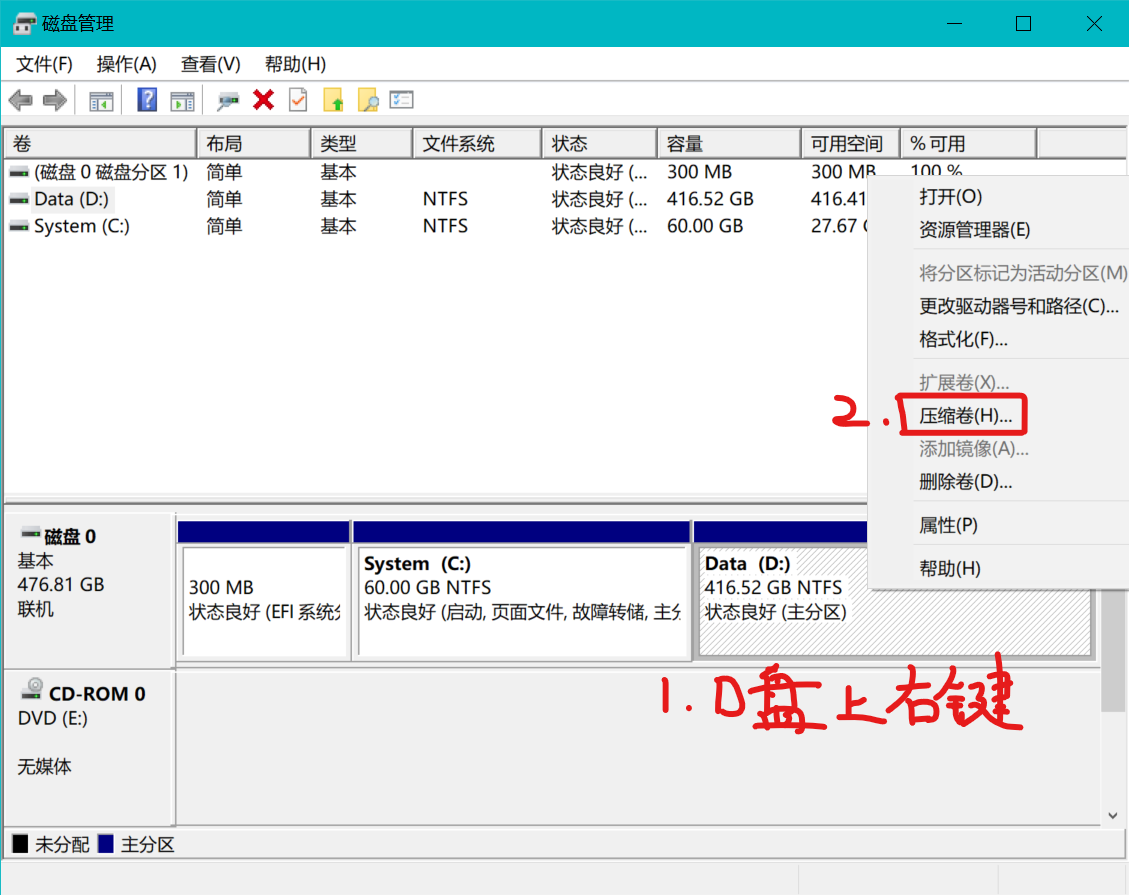 磁盘管理
文件(F) 操作(A) 查看(V) 帮助(H)
卷 布局 类型 文件系统 状态 容量 可用空间 % 可用
(磁盘 0 磁盘分区 1) 简单 基本 状态良好 (... 300 MB 300 MB 100 %
Data (D:) 简单 基本 NTFS 状态良好 (... 416.52 GB 416.41
System (C:) 简单 基本 NTFS 状态良好 (... 60.00 GB 27.67
打开(O)
资源管理器(E)
将分区标记为活动分区(M)
更改驱动器号和路径(C)...
格式化(F)...
扩展卷(X)...
2. 压缩卷(H)...
添加镜像(A)...
删除卷(D)...
属性(P)
帮助(H)
磁盘 0
基本
476.81 GB
联机
300 MB
状态良好 (EFI 系统分
System (C:)
60.00 GB NTFS
状态良好 (启动, 页面文件, 故障转储, 主分
Data (D:)
416.52 GB NTFS
状态良好 (主分区)
1. D盘上右键
CD-ROM 0
DVD (E:)
无媒体
未分配 主分区